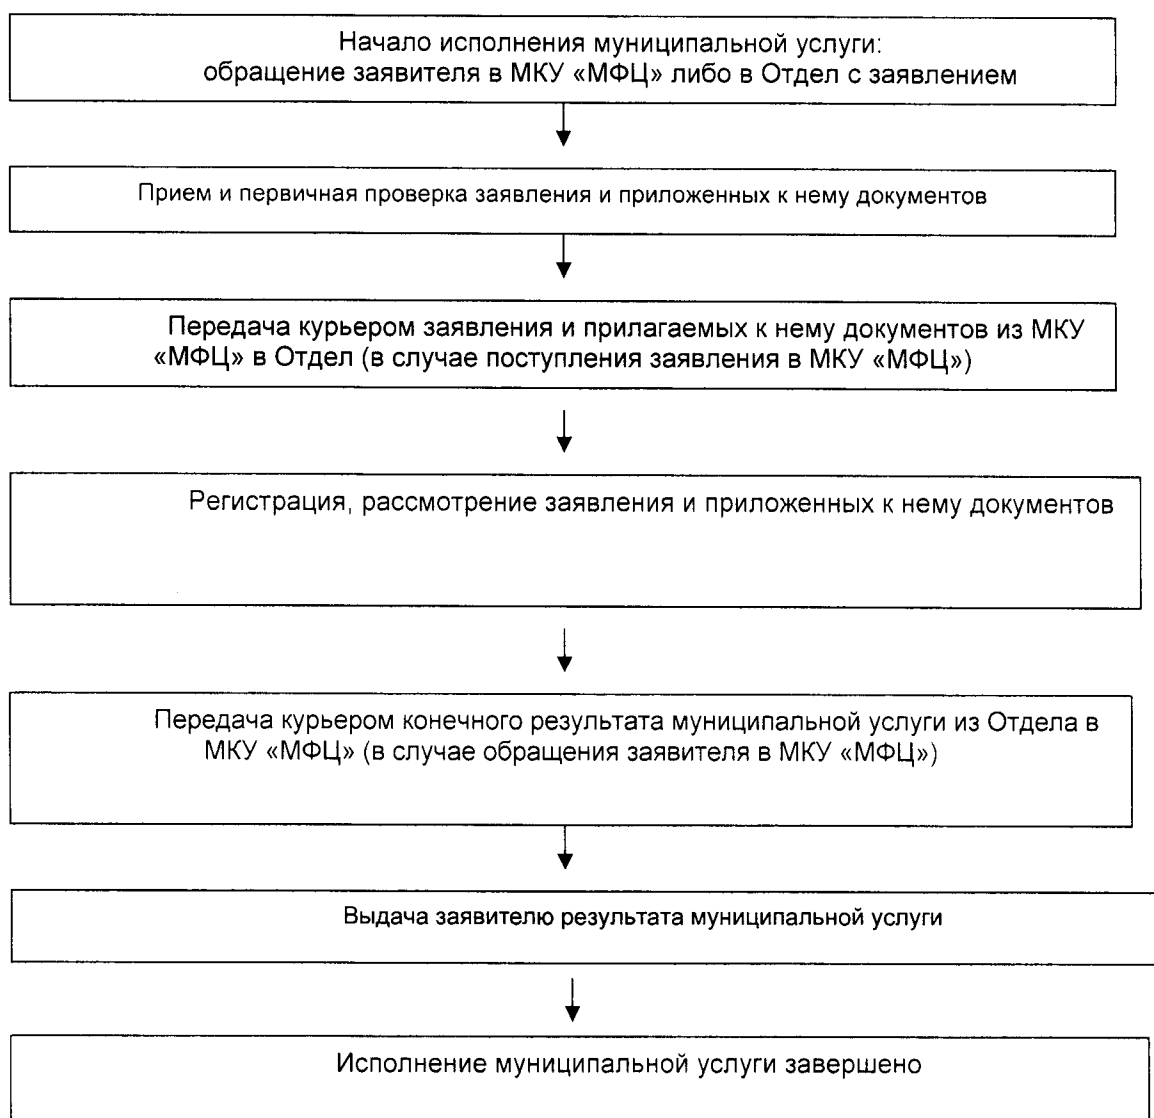 Начало исполнения муниципальной услуги:
обращение заявителя в МКУ «МФЦ» либо в Отдел с заявлением
Прием и первичная проверка заявления и приложенных к нему документов
Передача курьером заявления и прилагаемых к нему документов из МКУ
«МФЦ» в Отдел (в случае поступления заявления в МКУ «МФЦ»)
Регистрация, рассмотрение заявления и приложенных к нему документов
Передача курьером конечного результата муниципальной услуги из Отдела в
МКУ «МФЦ» (в случае обращения заявителя в МКУ «МФЦ»)
Выдача заявителю результата муниципальной услуги
Исполнение муниципальной услуги завершено